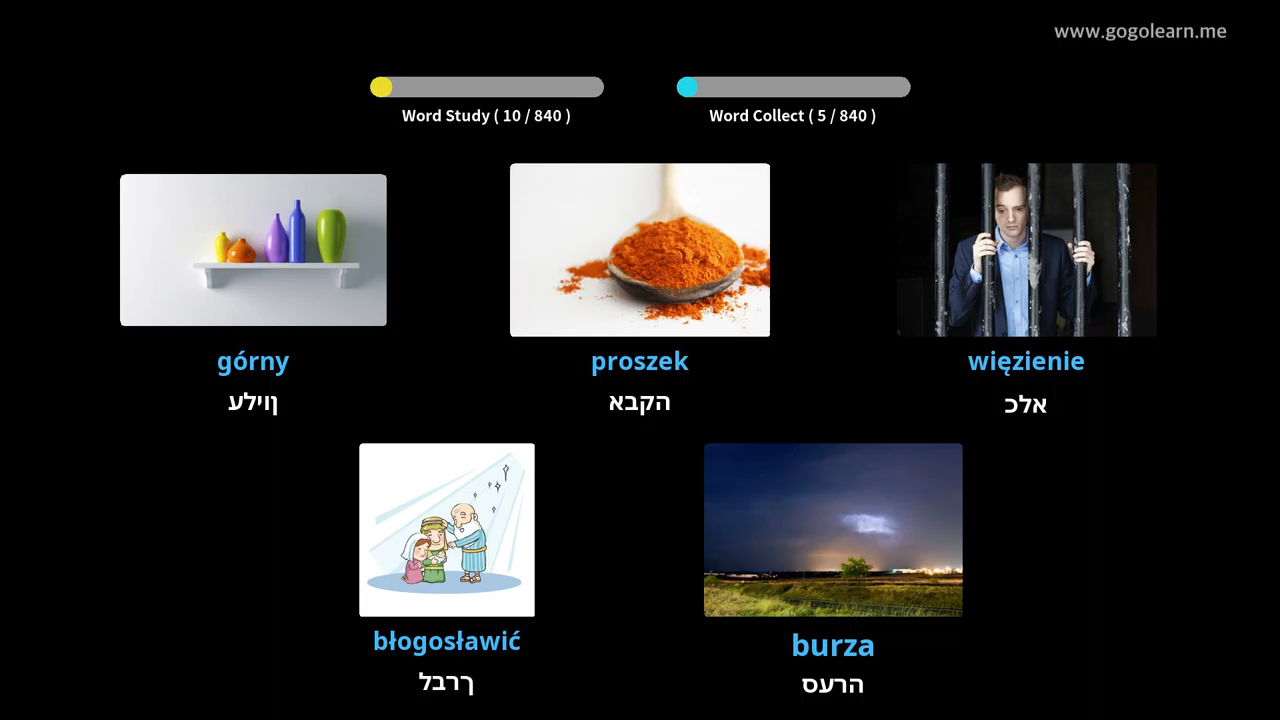 www.gogolearn.me
Word Study ( 10 / 840 )
Word Collect ( 5 / 840 )
górny
ןוילע
proszek
הקבא
więzienie
אלכ
błogosławić
ךרבל
burza
הרעס